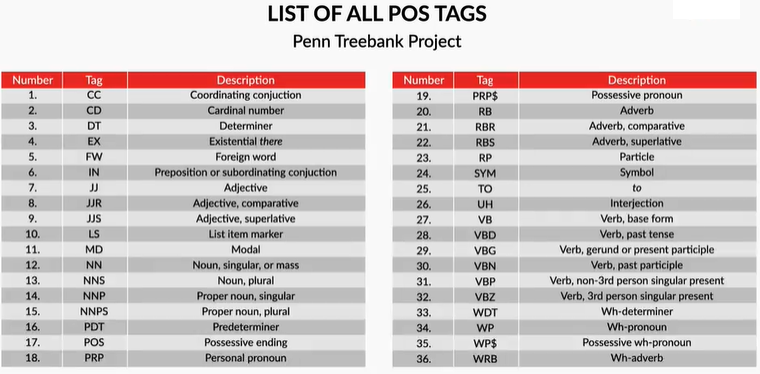 LIST OF ALL POS TAGS
Penn Treebank Project
Number Tag Description
1. CC Coordinating conjuction
2. CD Cardinal number
3. DT Determiner
4. EX Existential there
5. FW Foreign word
6. IN Preposition or subordinating conjuction
7. JJ Adjective
8. JJR Adjective, comparative
9. JJS Adjective, superlative
10. LS List item marker
11. MD Modal
12. NN Noun, singular, or mass
13. NNS Noun, plural
14. NNP Proper noun, singular
15. NNPS Proper noun, plural
16. PDT Predeterminer
17. POS Possessive ending
18. PRP Personal pronoun
Number Tag Description
19. PRP$ Possessive pronoun
20. RB Adverb
21. RBR Adverb, comparative
22. RBS Adverb, superlative
23. RP Particle
24. SYM Symbol
25. TO to
26. UH Interjection
27. VB Verb, base form
28. VBD Verb, past tense
29. VBG Verb, gerund or present participle
30. VBN Verb, past participle
31. VBP Verb, non-3rd person singular present
32. VBZ Verb, 3rd person singular present
33. WDT Wh-determiner
34. WP Wh-pronoun
35. WP$ Possessive wh-pronoun
36. WRB Wh-adverb